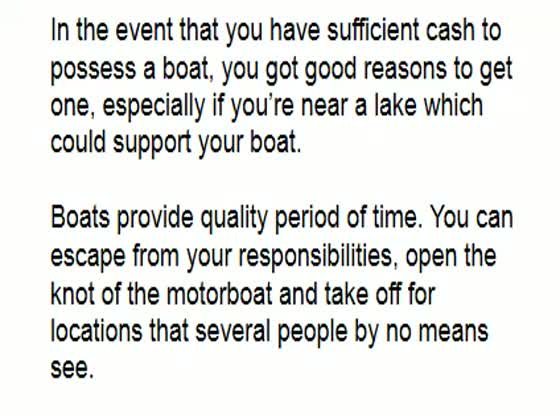 In the event that you have sufficient cash to
possess a boat, you got good reasons to get
one, especially if you're near a lake which
could support your boat.
Boats provide quality period of time. You can
escape from your responsibilities, open the
knot of the motorboat and take off for
locations that several people by no means
see.